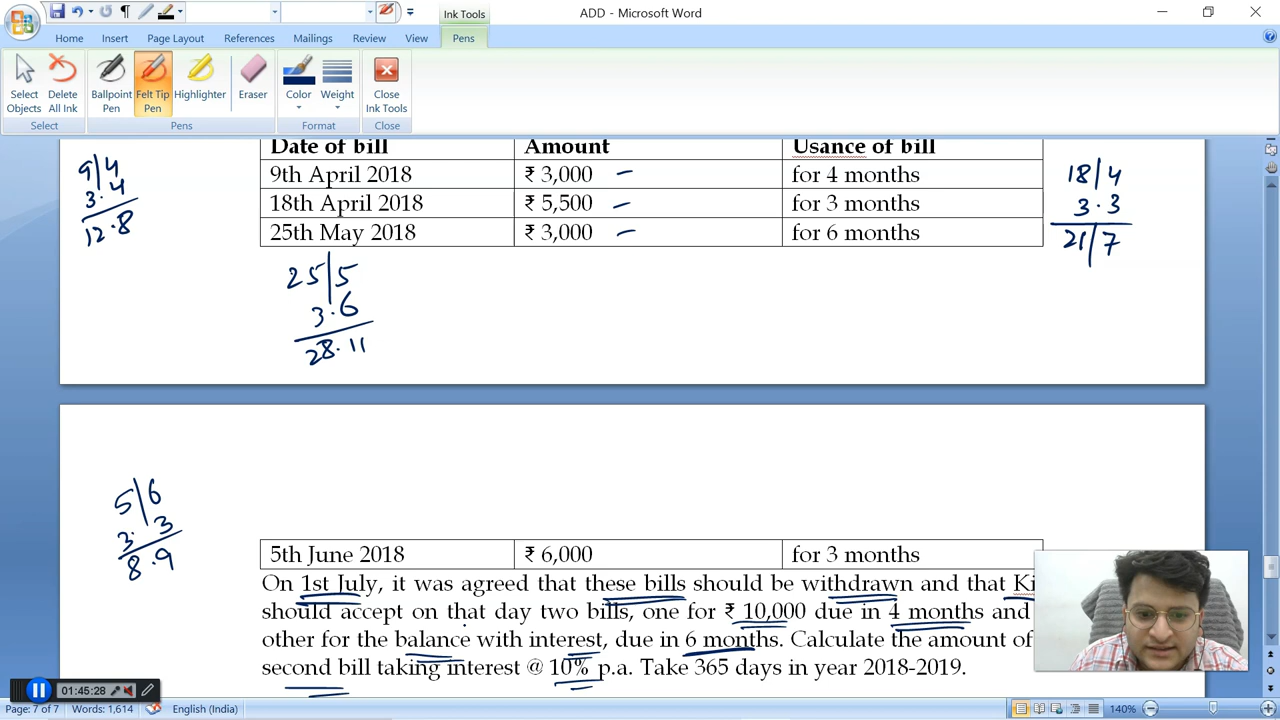 Ink Tools
ADD - Microsoft Word
Home Insert Page Layout References Mailings Review View Pens
Select Objects
Delete All Ink
Ballpoint Pen
Felt Tip Pen
Highlighter
Eraser
Color
Weight
Close Ink Tools
Select Pens Format Close
Date of bill Amount Usance of bill
9th April 2018 ₹ 3,000 – for 4 months
18th April 2018 ₹ 5,500 – for 3 months
25th May 2018 ₹ 3,000 – for 6 months
9|4
3.4
12.8
18|4
3.3
21|7
25|5
3.6
28.11
5|6
3.3
8.9
5th June 2018 ₹ 6,000 for 3 months
On 1st July, it was agreed that these bills should be withdrawn and that Ki
should accept on that day two bills, one for ₹ 10,000 due in 4 months and
other for the balance with interest, due in 6 months. Calculate the amount of
second bill taking interest @ 10% p.a. Take 365 days in year 2018-2019.
01:45:28
Page: 7 of 7 Words: 1,614 English (India) 140%